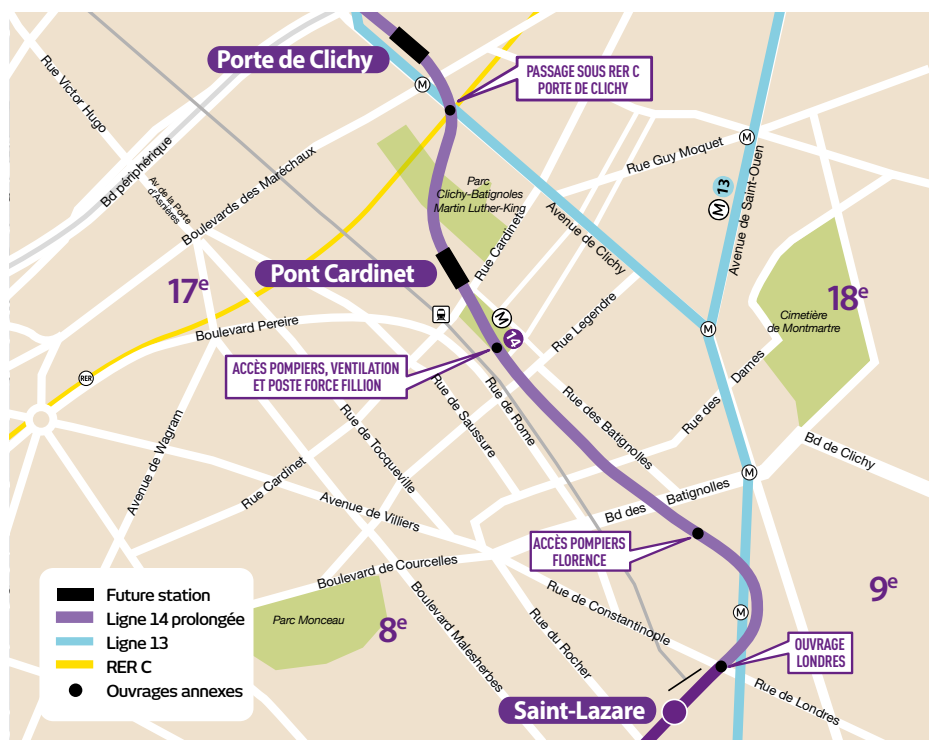 Porte de Clichy
PASSAGE SOUS RER C
PORTE DE CLICHY
M
Rue Victor Hugo
Bd périphérique
Av de la Porte
d'Asnières
Boulevards des Maréchaux
Parc
Clichy-Batignoles
Martin Luther-King
Rue Guy Moquet
M
M 13
Avenue de Saint-Ouen
Rue Cardinet
Avenue de Clichy
Pont Cardinet
17e
18e
Cimetière
de Montmartre
Boulevard Pereire
M
14
Rue Legendre
M
RER
ACCÈS POMPIERS, VENTILATION
ET POSTE FORCE FILLION
Rue de Saussure
Rue de Rome
Rue des Batignolles
Rue des Dames
Rue de Tocqueville
Avenue de Wagram
Rue Cardinet
Bd de Clichy
M
Bd des Batignolles
Avenue de Villiers
ACCÈS POMPIERS
FLORENCE
Boulevard de Courcelles
Rue de Constantinople
9e
M
Parc Monceau
8e
Boulevard Malesherbes
Rue du Rocher
OUVRAGE
LONDRES
Rue de Londres
Saint-Lazare
Future station
Ligne 14 prolongée
Ligne 13
RER C
Ouvrages annexes